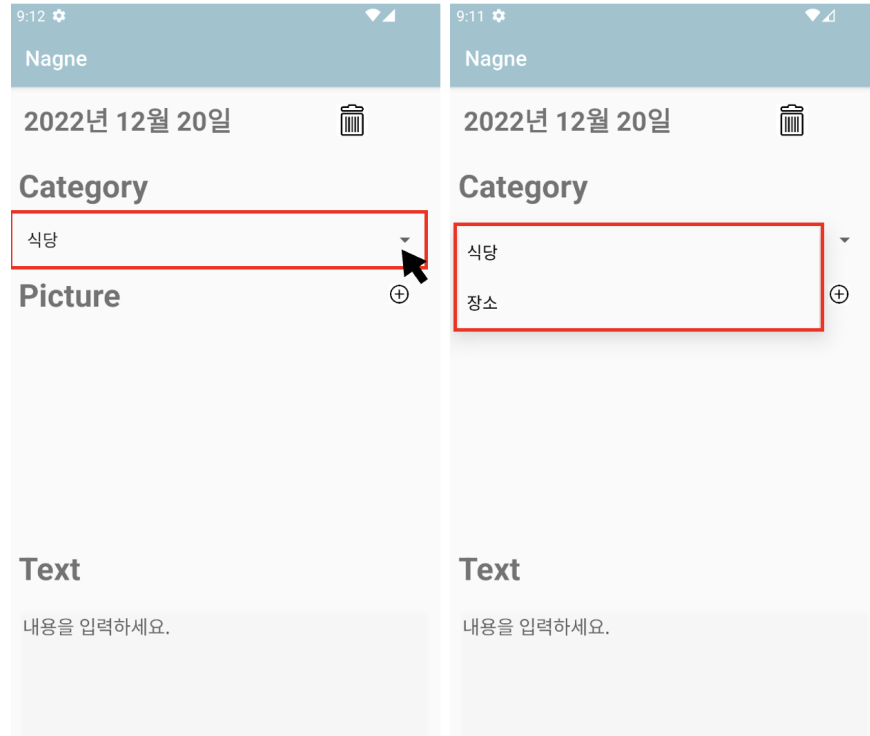 9:12
Nagne
2022년 12월 20일
Category
식당
Picture
Text
내용을 입력하세요.
9:11
Nagne
2022년 12월 20일
Category
식당
장소
Text
내용을 입력하세요.